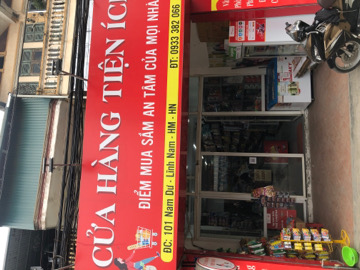 CỬA HÀNG TIỆN ÍCH
ĐIỂM MUA SẮM AN TÂM CỦA MỌI NHÀ
ĐC: 101 Nam Dư - Lĩnh Nam - HM - HN
ĐT: 0933 382 066